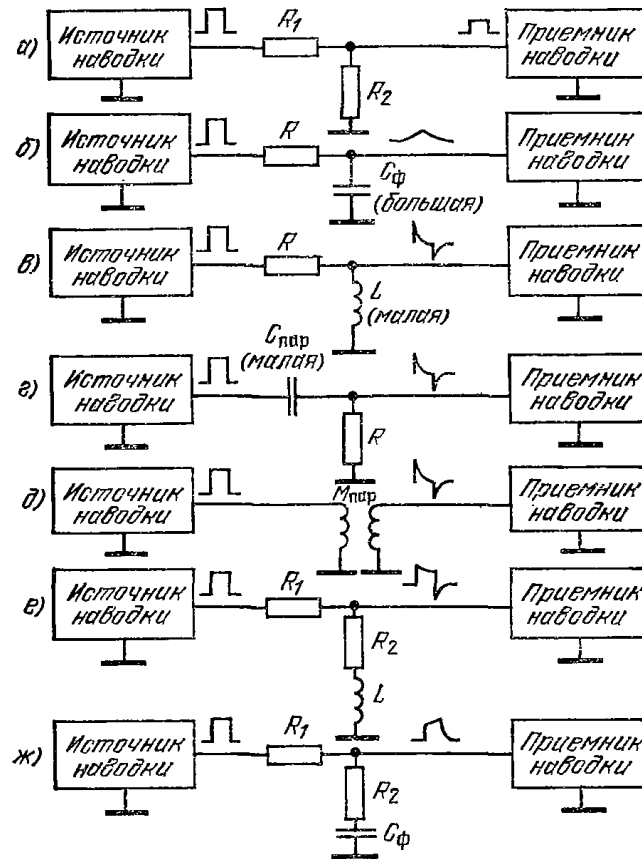 а)
Источник
наводки
R₁
R₂
Приемник
наводки
б)
Источник
наводки
R
Cф
(большая)
Приемник
наводки
в)
Источник
наводки
R
L
(малая)
Приемник
наводки
г)
Источник
наводки
Cпар
(малая)
R
Приемник
наводки
д)
Источник
наводки
Mпар
Приемник
наводки
е)
Источник
наводки
R₁
R₂
L
Приемник
наводки
ж)
Источник
наводки
R₁
R₂
Cф
Приемник
наводки